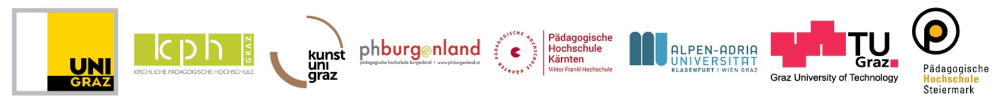 UNI
GRAZ
kph
GRAZ
KIRCHLICHE PÄDAGOGISCHE HOCHSCHULE
kunst
uni
graz
phburgenland
pädagogische hochschule burgenland • www.ph-burgenland.at
PÄDAGOGISCHE HOCHSCHULE KÄRNTEN
Pädagogische
Hochschule
Kärnten
Viktor Frankl Hochschule
ALPEN-ADRIA
UNIVERSITÄT
KLAGENFURT | WIEN GRAZ
TU
Graz
Graz University of Technology
Pädagogische
Hochschule
Steiermark